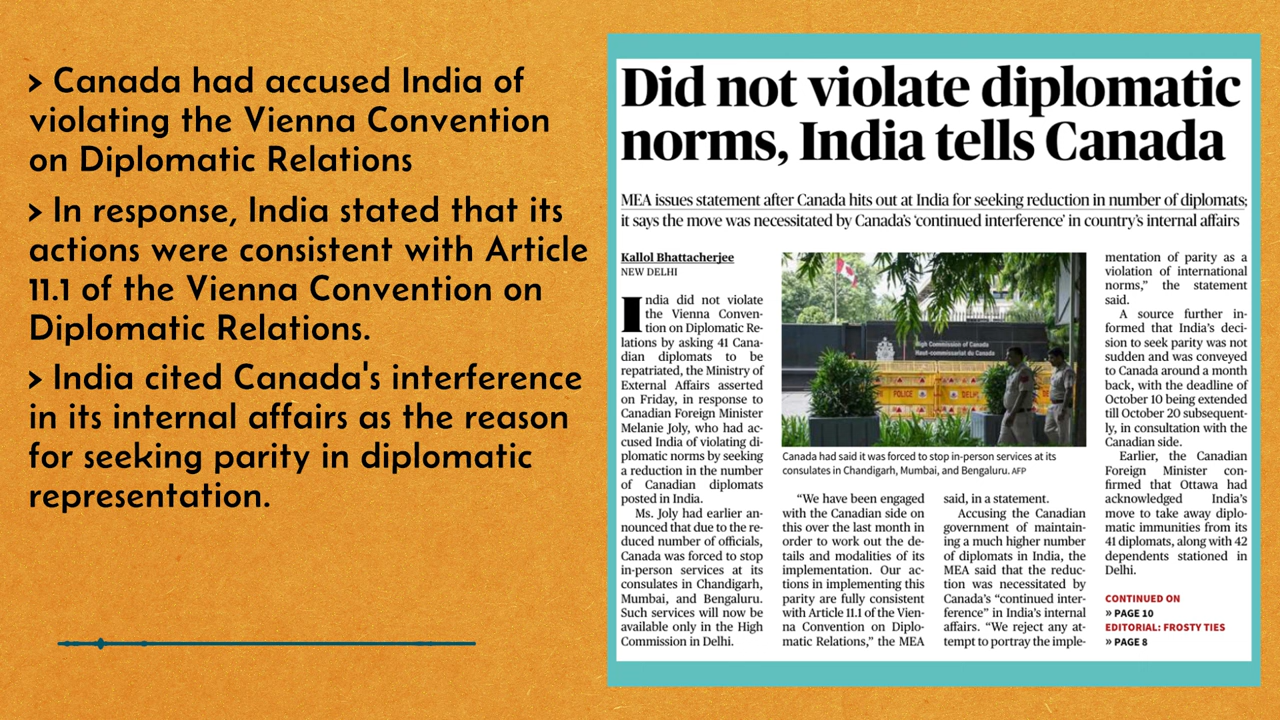 > Canada had accused India of
violating the Vienna Convention
on Diplomatic Relations
> In response, India stated that its
actions were consistent with Article
11.1 of the Vienna Convention on
Diplomatic Relations.
> India cited Canada's interference
in its internal affairs as the reason
for seeking parity in diplomatic
representation.
Did not violate diplomatic
norms, India tells Canada
MEA issues statement after Canada hits out at India for seeking reduction in number of diplomats;
it says the move was necessitated by Canada's 'continued interference' in country's internal affairs
Kallol Bhattacherjee
NEW DELHI
India did not violate
the Vienna Conven-
tion on Diplomatic Re-
lations by asking 41 Cana-
dian diplomats to be
repatriated, the Ministry of
External Affairs asserted
on Friday, in response to
Canadian Foreign Minister
Melanie Joly, who had ac-
cused India of violating di-
plomatic norms by seeking
a reduction in the number
of Canadian diplomats
posted in India.
Ms. Joly had earlier an-
nounced that due to the re-
duced number of officials,
Canada was forced to stop
in-person services at its
consulates in Chandigarh,
Mumbai, and Bengaluru.
Such services will now be
available only in the High
Commission in Delhi.
High Commission of Canada
Haut-commissariat du Canada
POLICE
DELHI
Canada had said it was forced to stop in-person services at its
consulates in Chandigarh, Mumbai, and Bengaluru. AFP
"We have been engaged
with the Canadian side on
this over the last month in
order to work out the de-
tails and modalities of its
implementation. Our ac-
tions in implementing this
parity are fully consistent
with Article 11.1 of the Vien-
na Convention on Diplo-
matic Relations," the MEA
said, in a statement.
Accusing the Canadian
government of maintain-
ing a much higher number
of diplomats in India, the
MEA said that the reduc-
tion was necessitated by
Canada's "continued inter-
ference" in India's internal
affairs. "We reject any at-
tempt to portray the imple-
mentation of parity as a
violation of international
norms," the statement
said.
A source further in-
formed that India's deci-
sion to seek parity was not
sudden and was conveyed
to Canada around a month
back, with the deadline of
October 10 being extended
till October 20 subsequent-
ly, in consultation with the
Canadian side.
Earlier, the Canadian
Foreign Minister con-
firmed that Ottawa had
acknowledged India's
move to take away diplo-
matic immunities from its
41 diplomats, along with 42
dependents stationed in
Delhi.
CONTINUED ON
» PAGE 10
EDITORIAL: FROSTY TIES
» PAGE 8